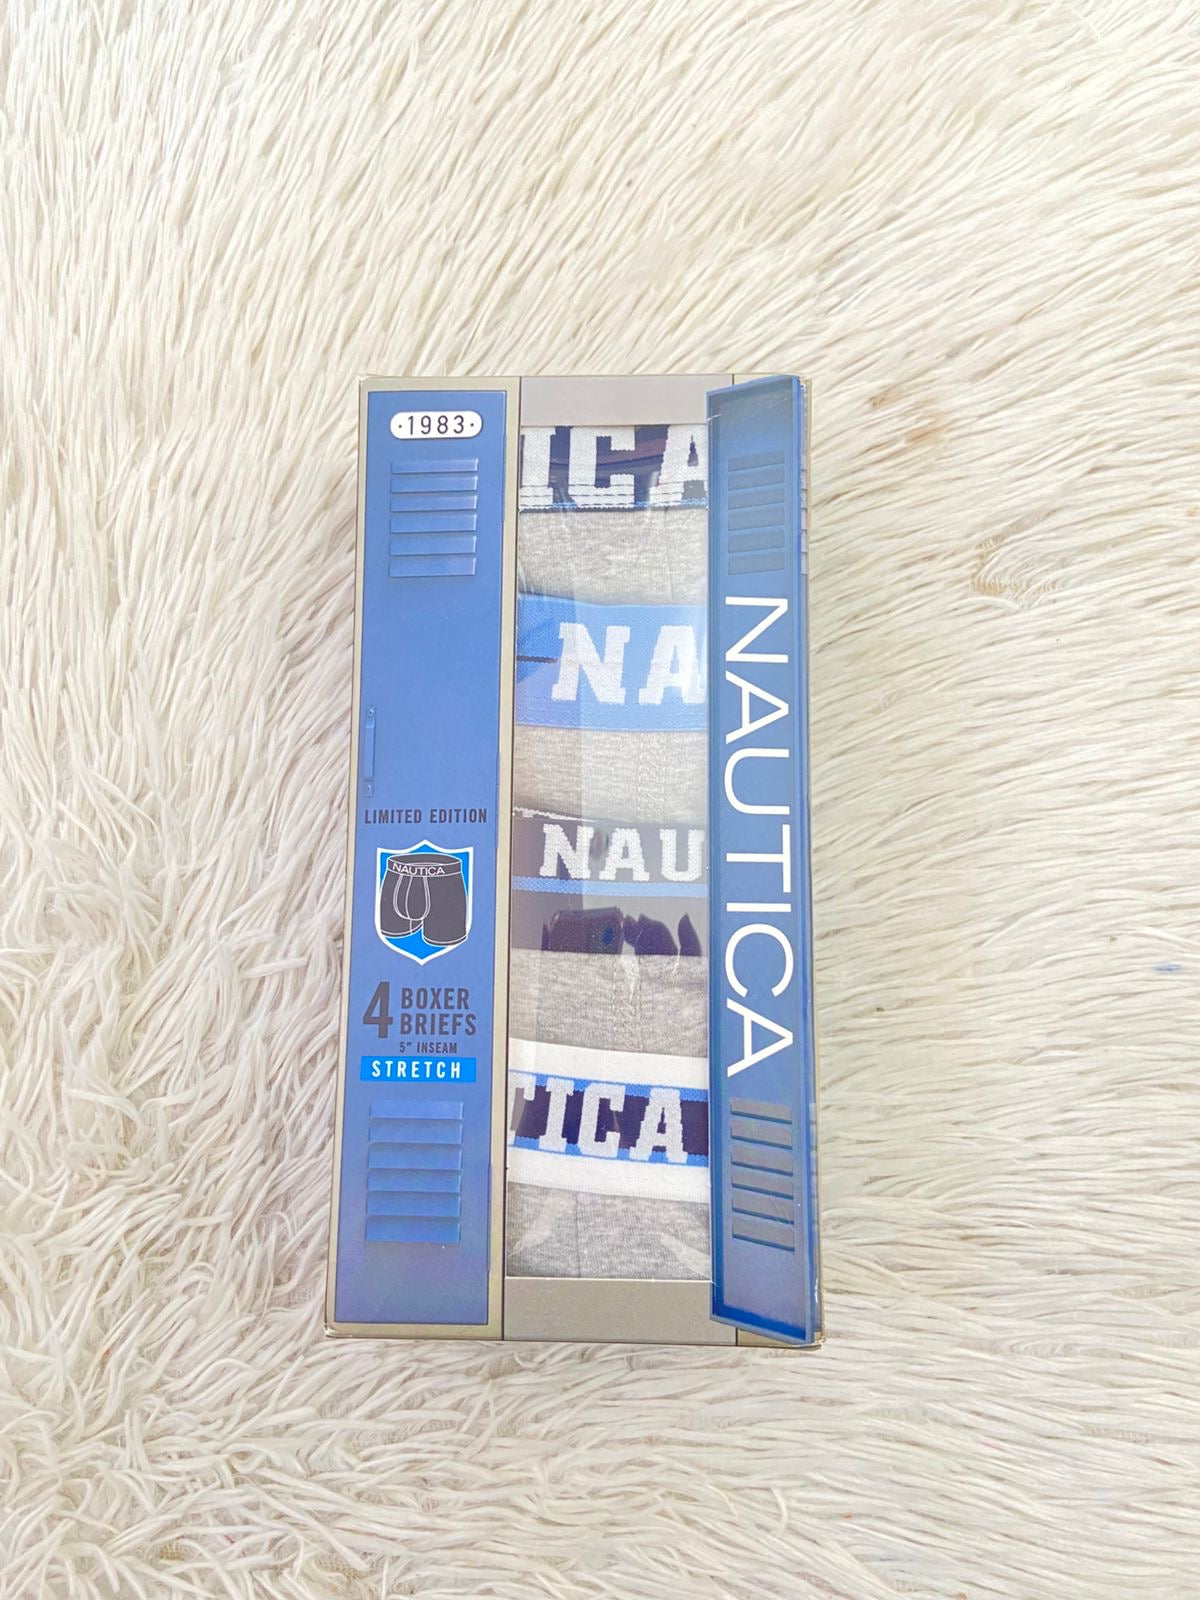 ·1983·
LIMITED EDITION
NAUTICA
4 BOXER
BRIEFS
5" INSEAM
STRETCH
ICA
NA
NAU
TICA
NAUTICA